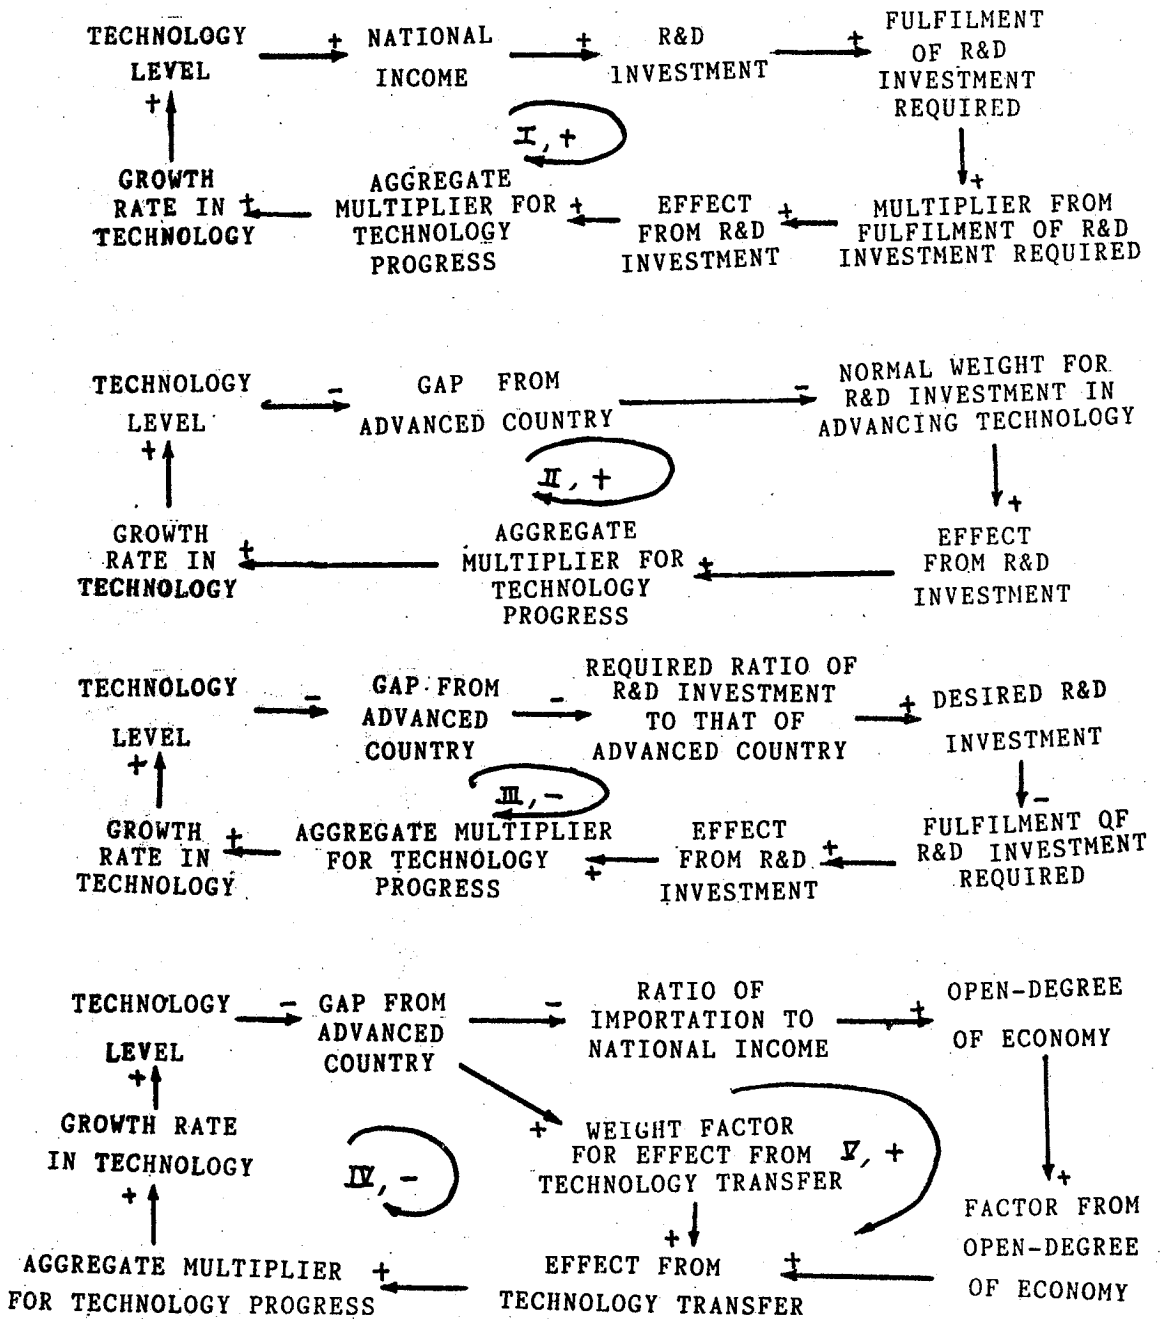 TECHNOLOGY
LEVEL
+
+
NATIONAL
INCOME
+
R&D
INVESTMENT
+
FULFILMENT
OF R&D
INVESTMENT
REQUIRED
I, +
GROWTH
RATE IN
TECHNOLOGY
+
AGGREGATE
MULTIPLIER FOR
TECHNOLOGY
PROGRESS
+
EFFECT
FROM R&D
INVESTMENT
+
+
MULTIPLIER FROM
FULFILMENT OF R&D
INVESTMENT REQUIRED
TECHNOLOGY
LEVEL
+
-
GAP FROM
ADVANCED COUNTRY
-
NORMAL WEIGHT FOR
R&D INVESTMENT IN
ADVANCING TECHNOLOGY
II, +
GROWTH
RATE IN
TECHNOLOGY
+
AGGREGATE
MULTIPLIER FOR
TECHNOLOGY
PROGRESS
+
+
EFFECT
FROM R&D
INVESTMENT
TECHNOLOGY
LEVEL
+
-
GAP FROM
ADVANCED
COUNTRY
-
REQUIRED RATIO OF
R&D INVESTMENT
TO THAT OF
ADVANCED COUNTRY
+
DESIRED R&D
INVESTMENT
III, -
GROWTH
RATE IN
TECHNOLOGY
+
AGGREGATE MULTIPLIER
FOR TECHNOLOGY
PROGRESS
+
EFFECT
FROM R&D
INVESTMENT
+
-
FULFILMENT OF
R&D INVESTMENT
REQUIRED
TECHNOLOGY
LEVEL
+
-
GAP FROM
ADVANCED
COUNTRY
-
RATIO OF
IMPORTATION TO
NATIONAL INCOME
+
OPEN-DEGREE
OF ECONOMY
GROWTH RATE
IN TECHNOLOGY
+
IV, -
+
WEIGHT FACTOR
FOR EFFECT FROM
TECHNOLOGY TRANSFER
V, +
+
FACTOR FROM
OPEN-DEGREE
OF ECONOMY
AGGREGATE MULTIPLIER
FOR TECHNOLOGY PROGRESS
+
+
EFFECT FROM
TECHNOLOGY TRANSFER
+